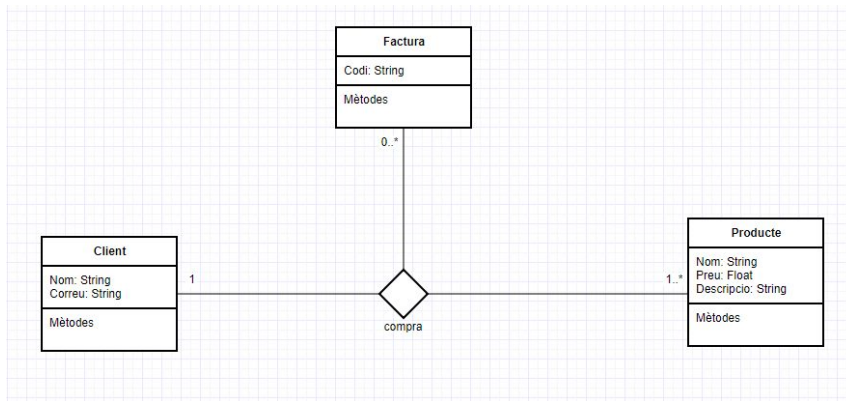 Factura
Codi: String
Mètodes
0..*
Client
Nom: String
Correu: String
Mètodes
1
compra
1..*
Producte
Nom: String
Preu: Float
Descripcio: String
Mètodes